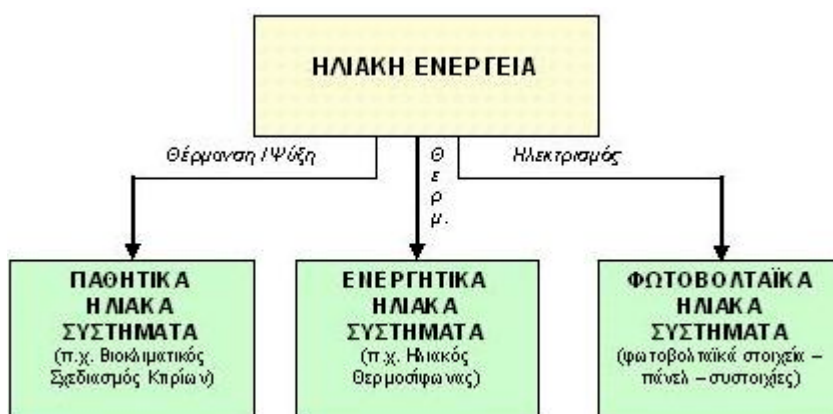 ΗΛΙΑΚΗ ΕΝΕΡΓΕΙΑ
Θέρμανση /Ψύξη
Θερμ.
Ηλεκτρισμός
ΠΑΘΗΤΙΚΑ
ΗΛΙΑΚΑ
ΣΥΣΤΗΜΑΤΑ
(π.χ. Βιοκλιματικός
Σχεδιασμός Κτιρίων)
ΕΝΕΡΓΗΤΙΚΑ
ΗΛΙΑΚΑ
ΣΥΣΤΗΜΑΤΑ
(π.χ. Ηλιακός
Θερμοσίφωνας)
ΦΩΤΟΒΟΛΤΑΪΚΑ
ΗΛΙΑΚΑ
ΣΥΣΤΗΜΑΤΑ
(φωτοβολταϊκά στοιχεία –
πάνελ – συστοιχίες)